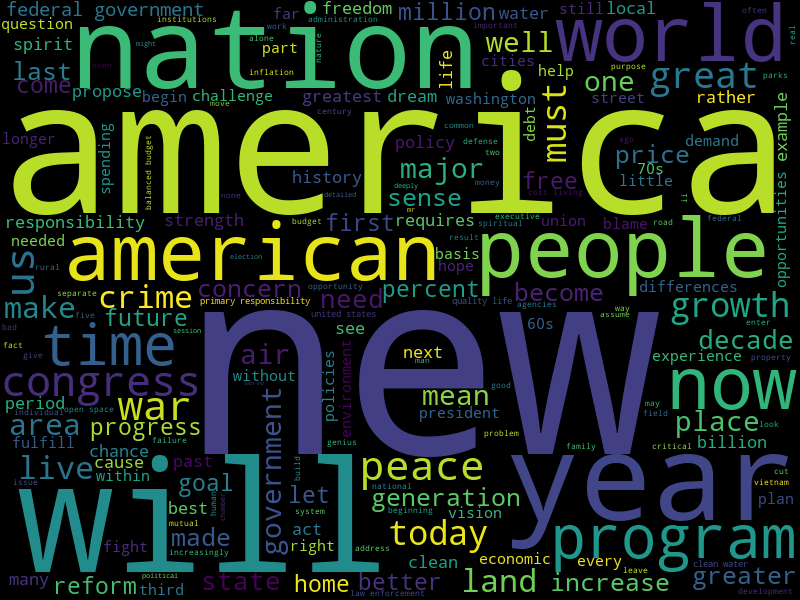 federal government
institutions
freedom
million
water
still
local
question
administration
far
important
often
nation
world
real
spirit
work
alone
part
life
well
cities
might
nature
even
last
come
propose
begin
challenge
inflation
greatest
dream
washington
help
one
great
parks
purpose
street
rather
move
century
america
longer
spending
balanced budget
common
defense
policy
two
debt
must
ago
demand
price
history
major
70s
little
none
detailed
deeply
money
free
cost living
opportunities
example
sense
mr
ii
responsibility
strength
first
requires
executive
union
blame
federal
needed
budget
spiritual
road
american
people
us
election
result
basis
rural
hope
separate
concern
opportunity
need
percent
quality life
agencies
differences
crime
primary responsibility
become
make
five
future
united states
see
way
assume
growth
bad
session
60s
enter
time
fact
give
air
next
man
decade
new
without
policies
environment
experience
property
congress
serve
good
now
mean
period
individual
open space
war
president
may
field
area
progress
government
problem
place
look
fulfill
failure
genius
family
critical
billion
chance
live
cause
past
build
peace
year
cut
issue
within
goal
human
system
let
national
generation
vietnam
plan
will
best
chamber
beginning
vision
mutual
act
made
today
program
fight
increasingly
right
address
clean
economic
every
clean water
many
reform
political
third
state
home
law enforcement
better
land
increase
leave
greater
development